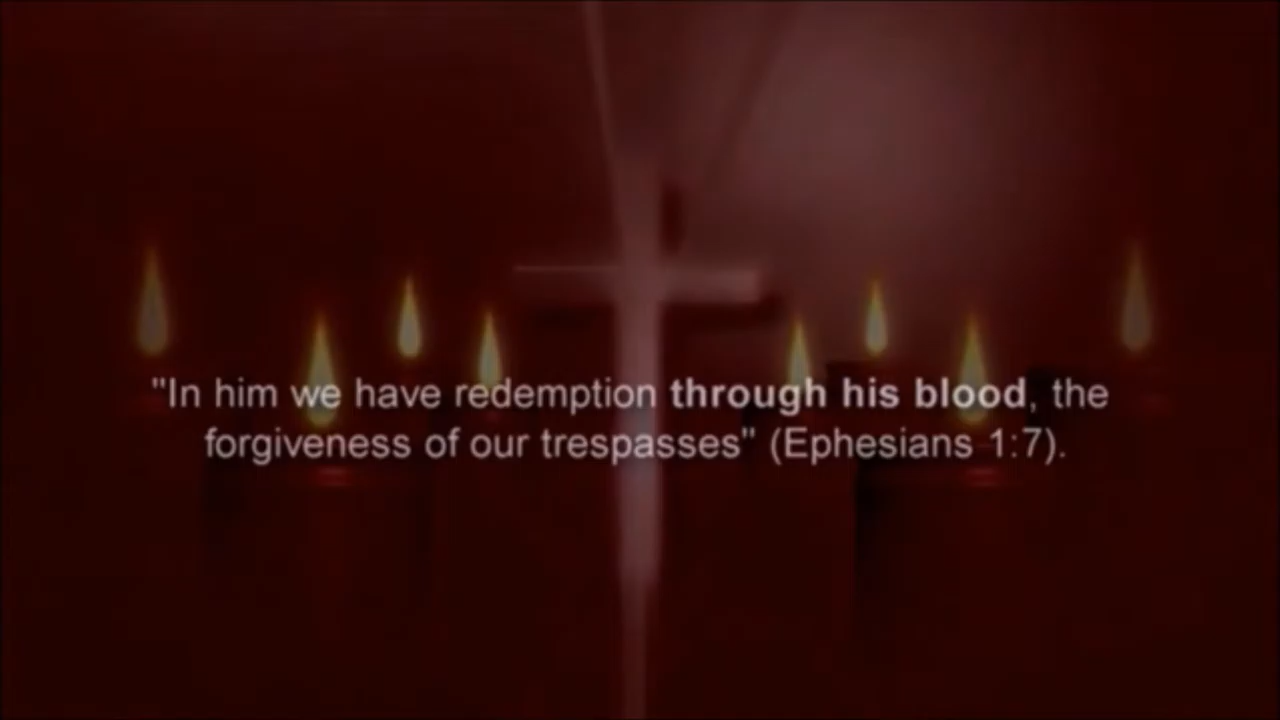 "In him we have redemption through his blood, the
forgiveness of our trespasses" (Ephesians 1:7).